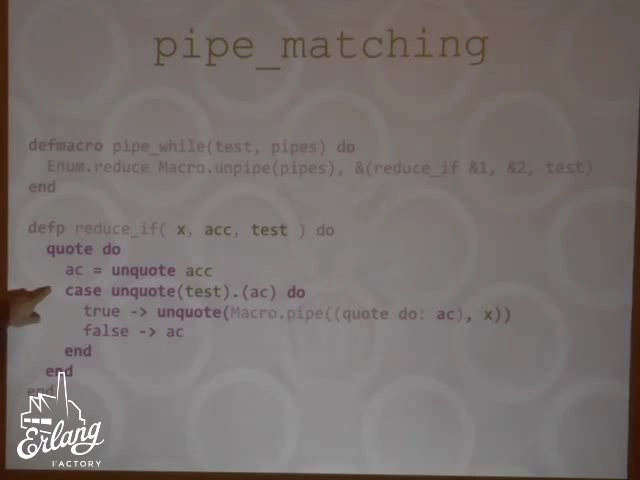 pipe_matching
defmacro pipe_while(test, pipes) do
Enum.reduce Macro.unpipe(pipes), &(reduce_if &1, &2, test)
end
defp reduce_if( x, acc, test ) do
quote do
ac = unquote acc
case unquote(test).(ac) do
true -> unquote(Macro.pipe((quote do: ac), x))
false -> ac
end
end
end
Erlang
FACTORY